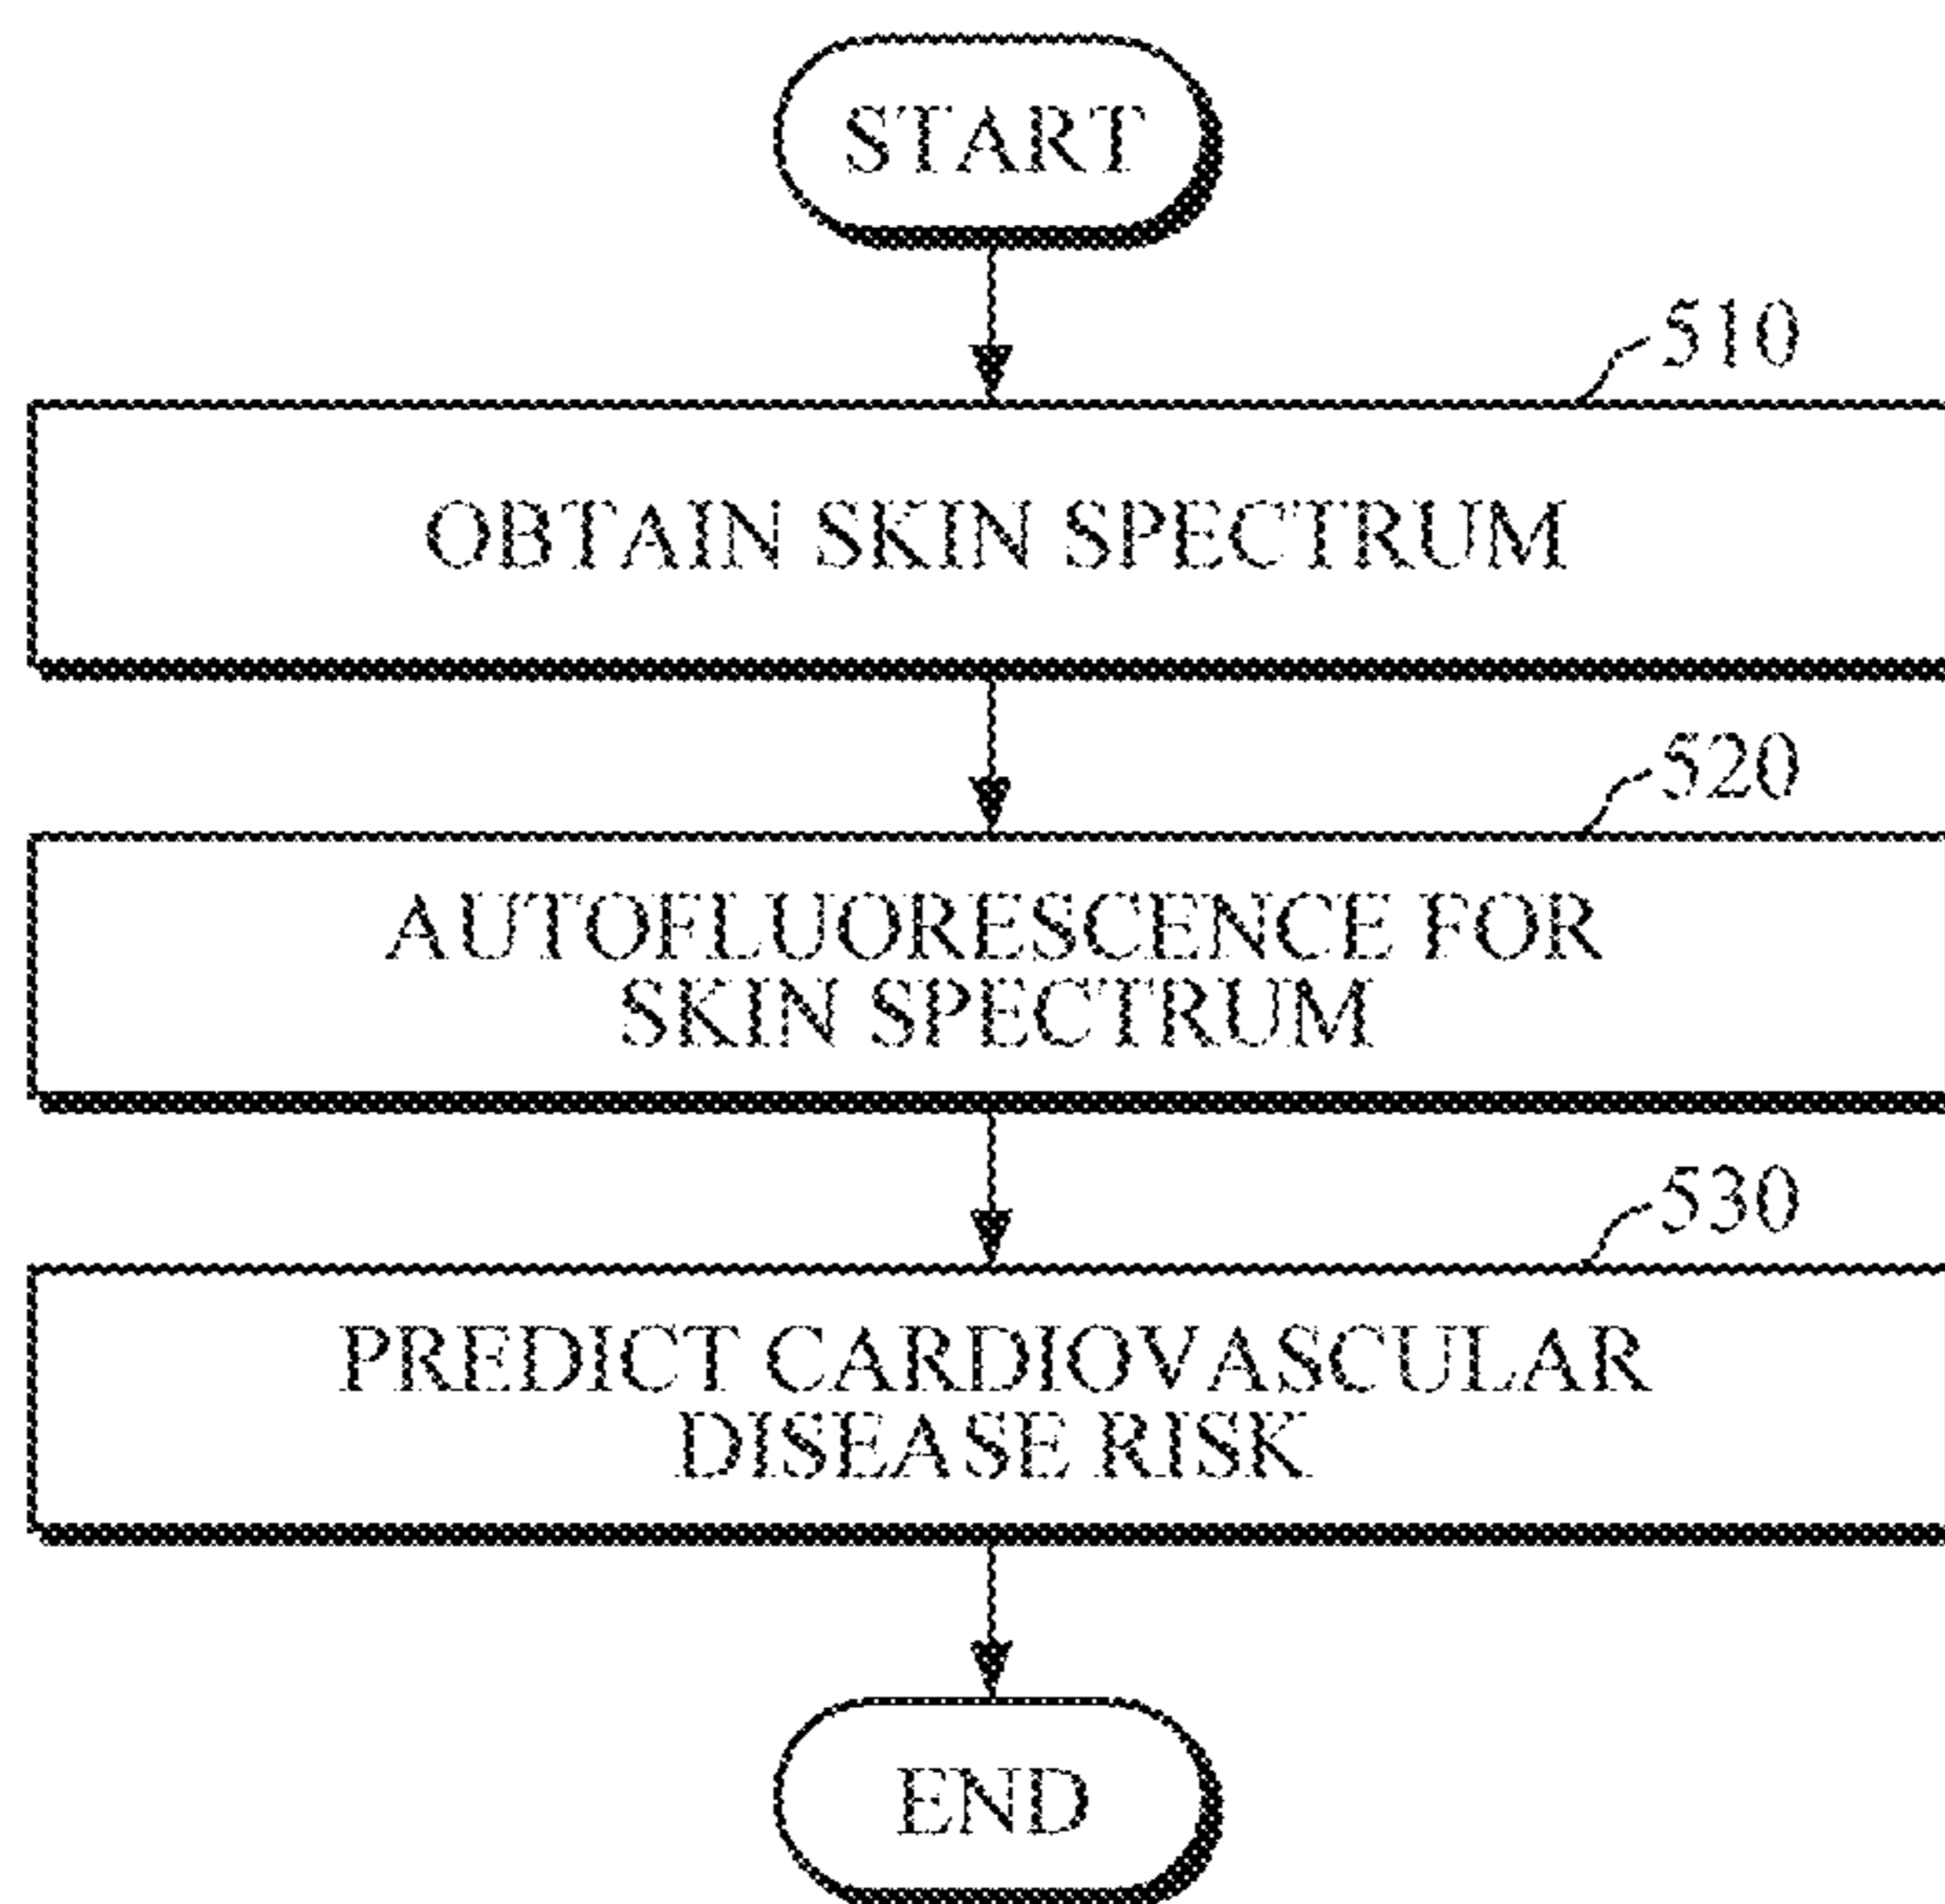 START
510
OBTAIN SKIN SPECTRUM
520
AUTOFLUORESCENCE FOR
SKIN SPECTRUM
530
PREDICT CARDIOVASCULAR
DISEASE RISK
END